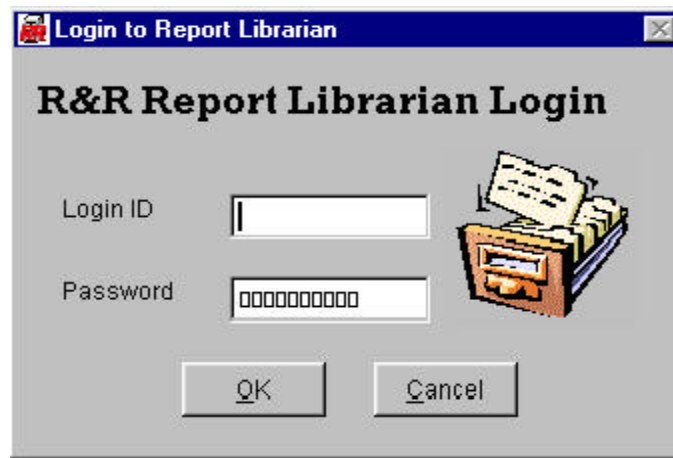 Login to Report Librarian
R&R Report Librarian Login
Login ID
Password
▯▯▯▯▯▯▯▯▯▯
OK
Cancel